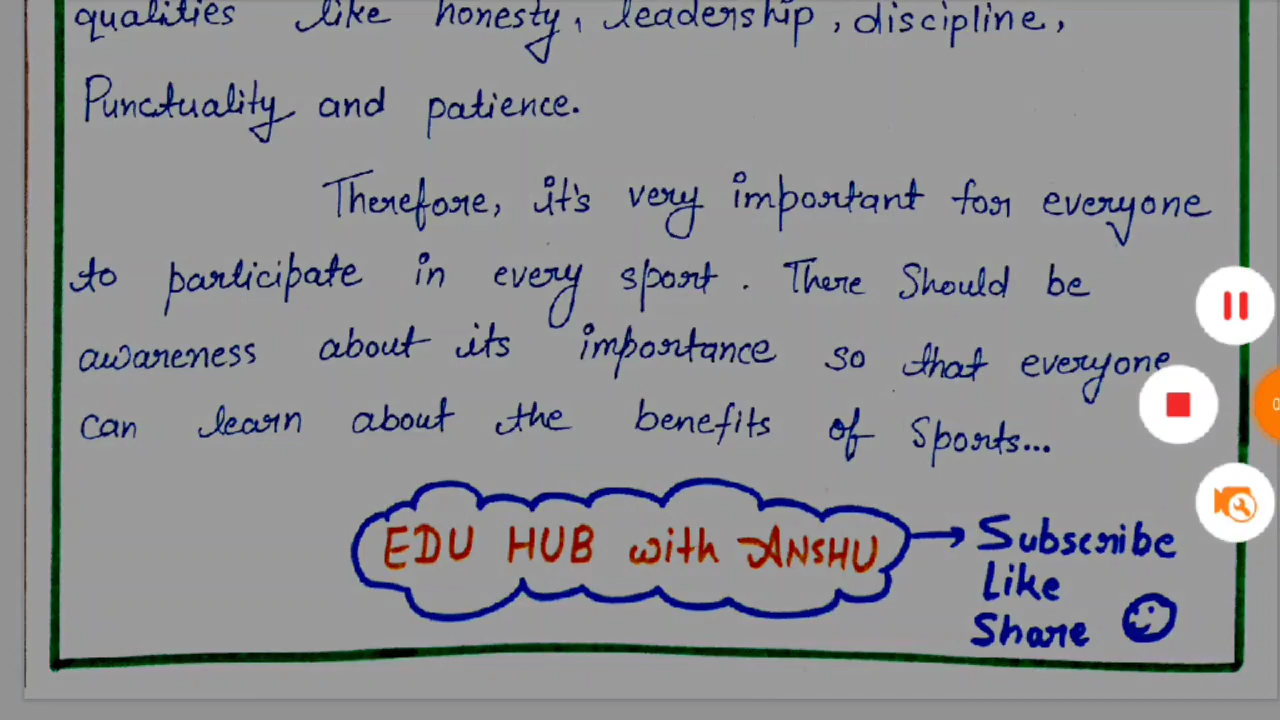 qualities like honesty, leadership, discipline,
Punctuality and patience.
Therefore, it's very important for everyone
to participate in every sport. There Should be
awareness about its importance so that everyone
can learn about the benefits of Sports...
EDU HUB with ANSHU → Subscribe
Like
Share